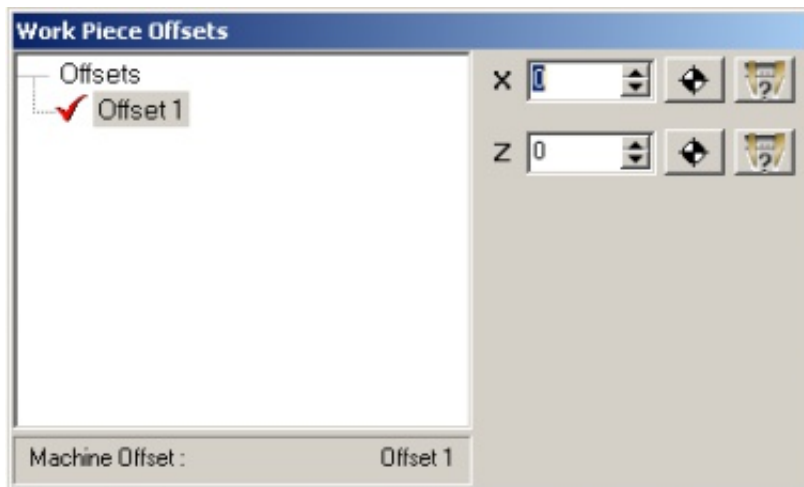 Work Piece Offsets
Offsets
Offset 1
X 0
Z 0
?
?
Machine Offset : Offset 1